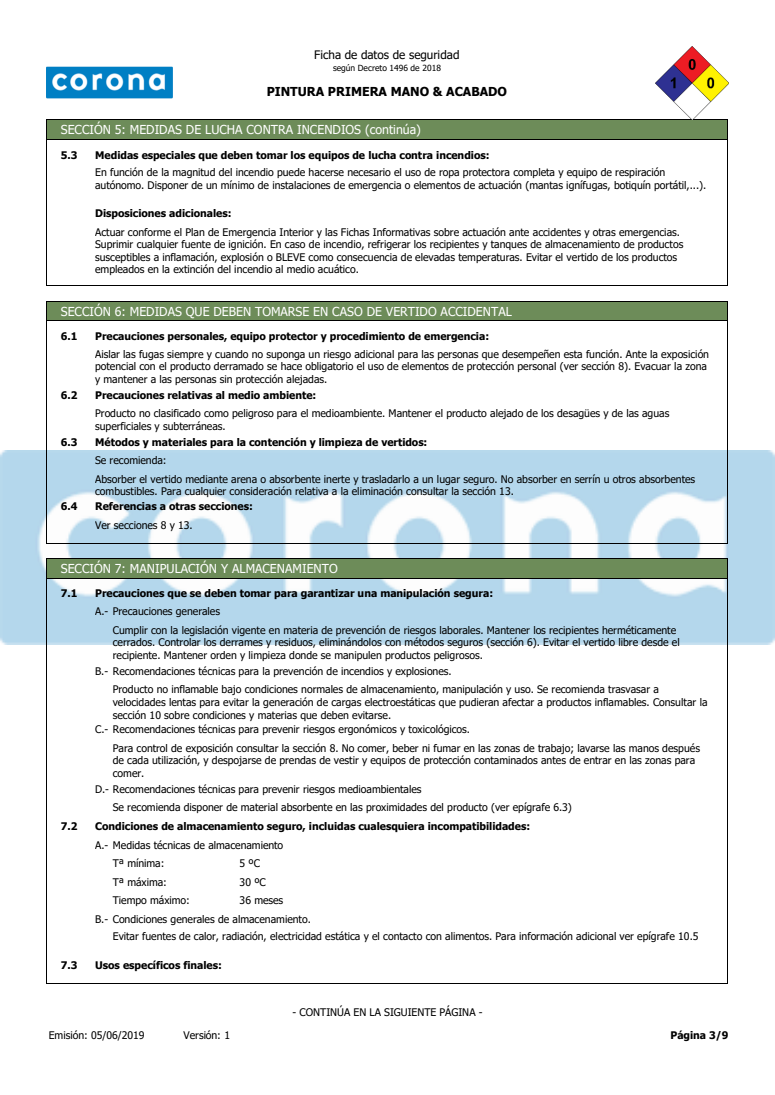 Ficha de datos de seguridad
según Decreto 1496 de 2018
corona
PINTURA PRIMERA MANO & ACABADO
0
1
0
SECCIÓN 5: MEDIDAS DE LUCHA CONTRA INCENDIOS (continúa)
5.3 Medidas especiales que deben tomar los equipos de lucha contra incendios:
En función de la magnitud del incendio puede hacerse necesario el uso de ropa protectora completa y equipo de respiración
autónomo. Disponer de un mínimo de instalaciones de emergencia o elementos de actuación (mantas ignífugas, botiquín portátil,...).
Disposiciones adicionales:
Actuar conforme el Plan de Emergencia Interior y las Fichas Informativas sobre actuación ante accidentes y otras emergencias.
Suprimir cualquier fuente de ignición. En caso de incendio, refrigerar los recipientes y tanques de almacenamiento de productos
susceptibles a inflamación, explosión o BLEVE como consecuencia de elevadas temperaturas. Evitar el vertido de los productos
empleados en la extinción del incendio al medio acuático.
SECCIÓN 6: MEDIDAS QUE DEBEN TOMARSE EN CASO DE VERTIDO ACCIDENTAL
6.1 Precauciones personales, equipo protector y procedimiento de emergencia:
Aislar las fugas siempre y cuando no suponga un riesgo adicional para las personas que desempeñen esta función. Ante la exposición
potencial con el producto derramado se hace obligatorio el uso de elementos de protección personal (ver sección 8). Evacuar la zona
y mantener a las personas sin protección alejadas.
6.2 Precauciones relativas al medio ambiente:
Producto no clasificado como peligroso para el medioambiente. Mantener el producto alejado de los desagües y de las aguas
superficiales y subterráneas.
6.3 Métodos y materiales para la contención y limpieza de vertidos:
Se recomienda:
Absorber el vertido mediante arena o absorbente inerte y trasladarlo a un lugar seguro. No absorber en serrín u otros absorbentes
combustibles. Para cualquier consideración relativa a la eliminación consultar la sección 13.
6.4 Referencias a otras secciones:
Ver secciones 8 y 13.
corona
SECCIÓN 7: MANIPULACIÓN Y ALMACENAMIENTO
7.1 Precauciones que se deben tomar para garantizar una manipulación segura:
A.- Precauciones generales
Cumplir con la legislación vigente en materia de prevención de riesgos laborales. Mantener los recipientes herméticamente
cerrados. Controlar los derrames y residuos, eliminándolos con métodos seguros (sección 6). Evitar el vertido libre desde el
recipiente. Mantener orden y limpieza donde se manipulen productos peligrosos.
B.- Recomendaciones técnicas para la prevención de incendios y explosiones.
Producto no inflamable bajo condiciones normales de almacenamiento, manipulación y uso. Se recomienda trasvasar a
velocidades lentas para evitar la generación de cargas electroestáticas que pudieran afectar a productos inflamables. Consultar la
sección 10 sobre condiciones y materias que deben evitarse.
C.- Recomendaciones técnicas para prevenir riesgos ergonómicos y toxicológicos.
Para control de exposición consultar la sección 8. No comer, beber ni fumar en las zonas de trabajo; lavarse las manos después
de cada utilización, y despojarse de prendas de vestir y equipos de protección contaminados antes de entrar en las zonas para
comer.
D.- Recomendaciones técnicas para prevenir riesgos medioambientales
Se recomienda disponer de material absorbente en las proximidades del producto (ver epígrafe 6.3)
7.2 Condiciones de almacenamiento seguro, incluidas cualesquiera incompatibilidades:
A.- Medidas técnicas de almacenamiento
Tª mínima: 5 ºC
Tª máxima: 30 ºC
Tiempo máximo: 36 meses
B.- Condiciones generales de almacenamiento.
Evitar fuentes de calor, radiación, electricidad estática y el contacto con alimentos. Para información adicional ver epígrafe 10.5
7.3 Usos específicos finales:
- CONTINÚA EN LA SIGUIENTE PÁGINA -
Emisión: 05/06/2019 Versión: 1 Página 3/9